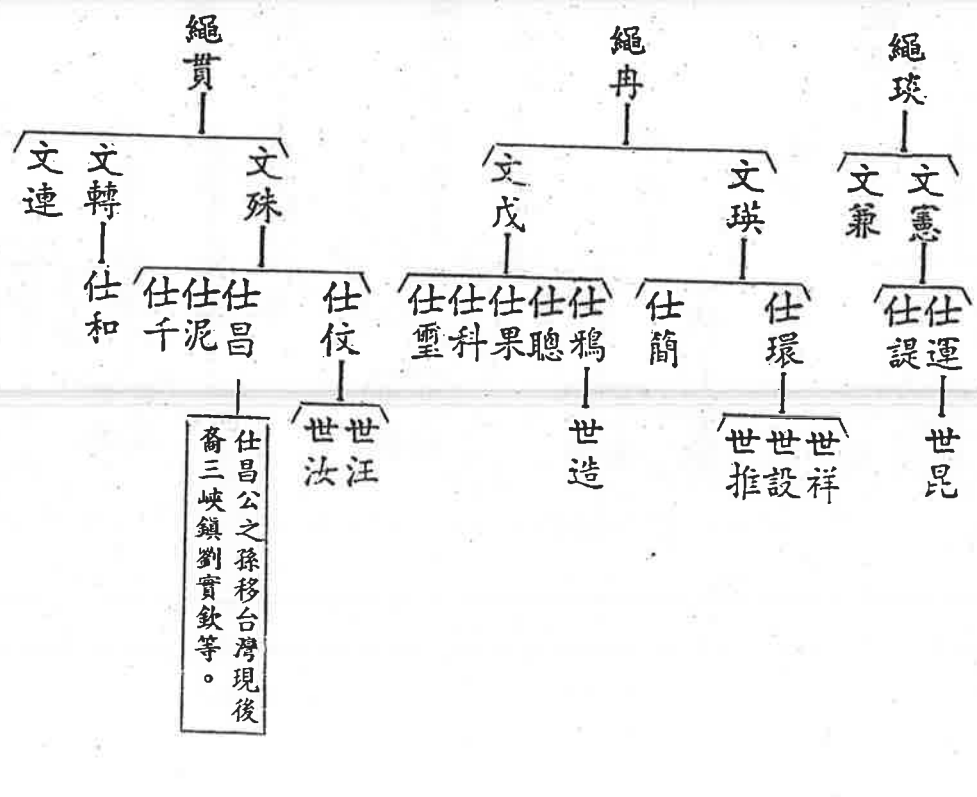 繩琰
文憲
文兼
仕運
仕諟
世昆
繩冉
文瑛
文戊
仕環
仕簡
仕鴉
仕聰
仕果
仕科
仕璽
世祥
世設
世推
世造
繩貫
文殊
文轉
文連
仕伩
仕昌
仕泥
仕千
仕和
世汪
世汝
仕昌公之孫移台灣現後
裔三峽鎮劉實欽等。